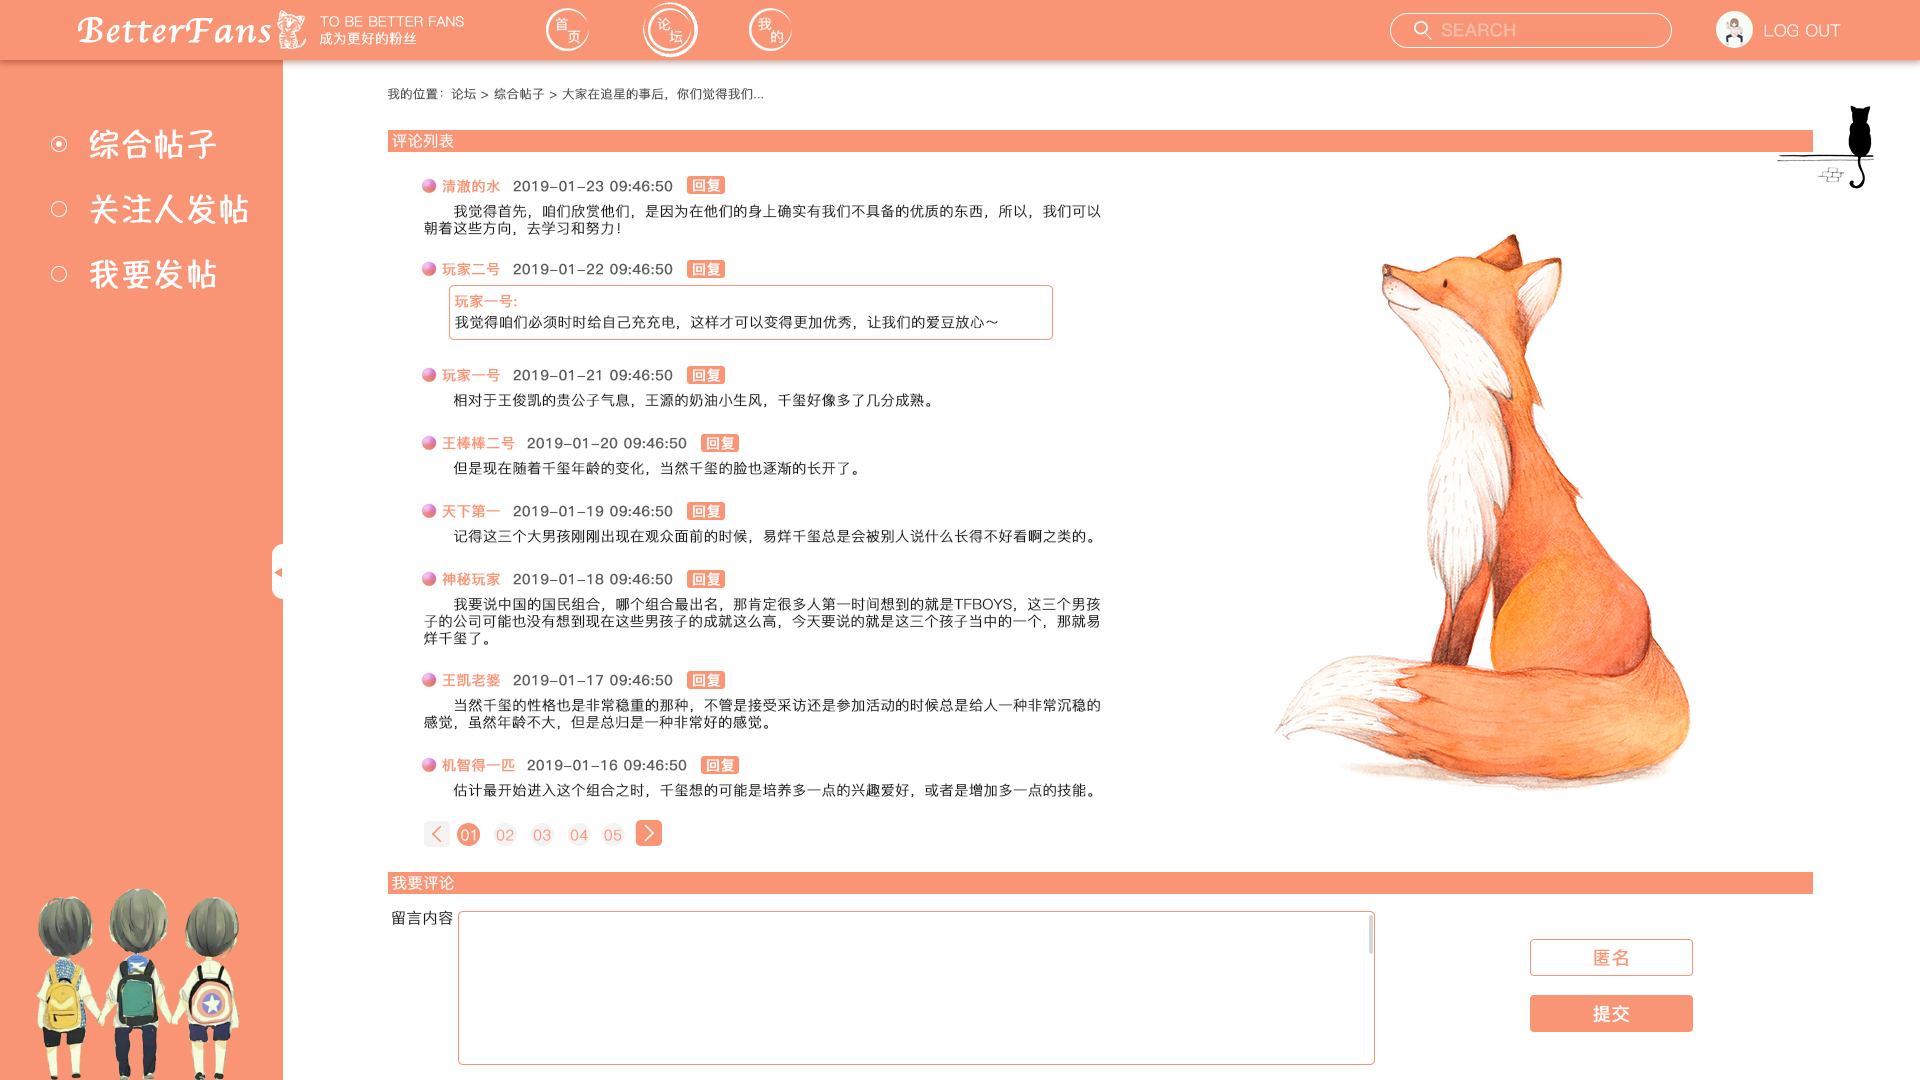 BetterFans
TO BE BETTER FANS
成为更好的粉丝
首页
论坛
我的
SEARCH
LOG OUT
综合帖子
关注人发帖
我要发帖
我的位置：论坛 > 综合帖子 > 大家在追星的事后，你们觉得我们...
评论列表
清澈的水 2019-01-23 09:46:50 回复
我觉得首先，咱们欣赏他们，是因为在他们的身上确实有我们不具备的优质的东西，所以，我们可以
朝着这些方向，去学习和努力！
玩家二号 2019-01-22 09:46:50 回复
玩家一号:
我觉得咱们必须时时给自己充充电，这样才可以变得更加优秀，让我们的爱豆放心～
玩家一号 2019-01-21 09:46:50 回复
相对于王俊凯的贵公子气息，王源的奶油小生风，千玺好像多了几分成熟。
王棒棒二号 2019-01-20 09:46:50 回复
但是现在随着千玺年龄的变化，当然千玺的脸也逐渐的长开了。
天下第一 2019-01-19 09:46:50 回复
记得这三个大男孩刚刚出现在观众面前的时候，易烊千玺总是会被别人说什么长得不好看啊之类的。
神秘玩家 2019-01-18 09:46:50 回复
我要说中国的国民组合，哪个组合最出名，那肯定很多人第一时间想到的就是TFBOYS，这三个男孩
子的公司可能也没有想到现在这些男孩子的成就这么高，今天要说的就是这三个孩子当中的一个，那就易
烊千玺了。
王凯老婆 2019-01-17 09:46:50 回复
当然千玺的性格也是非常稳重的那种，不管是接受采访还是参加活动的时候总是给人一种非常沉稳的
感觉，虽然年龄不大，但是总归是一种非常好的感觉。
机智得一匹 2019-01-16 09:46:50 回复
估计最开始进入这个组合之时，千玺想的可能是培养多一点的兴趣爱好，或者是增加多一点的技能。
01 02 03 04 05
我要评论
留言内容
匿名
提交